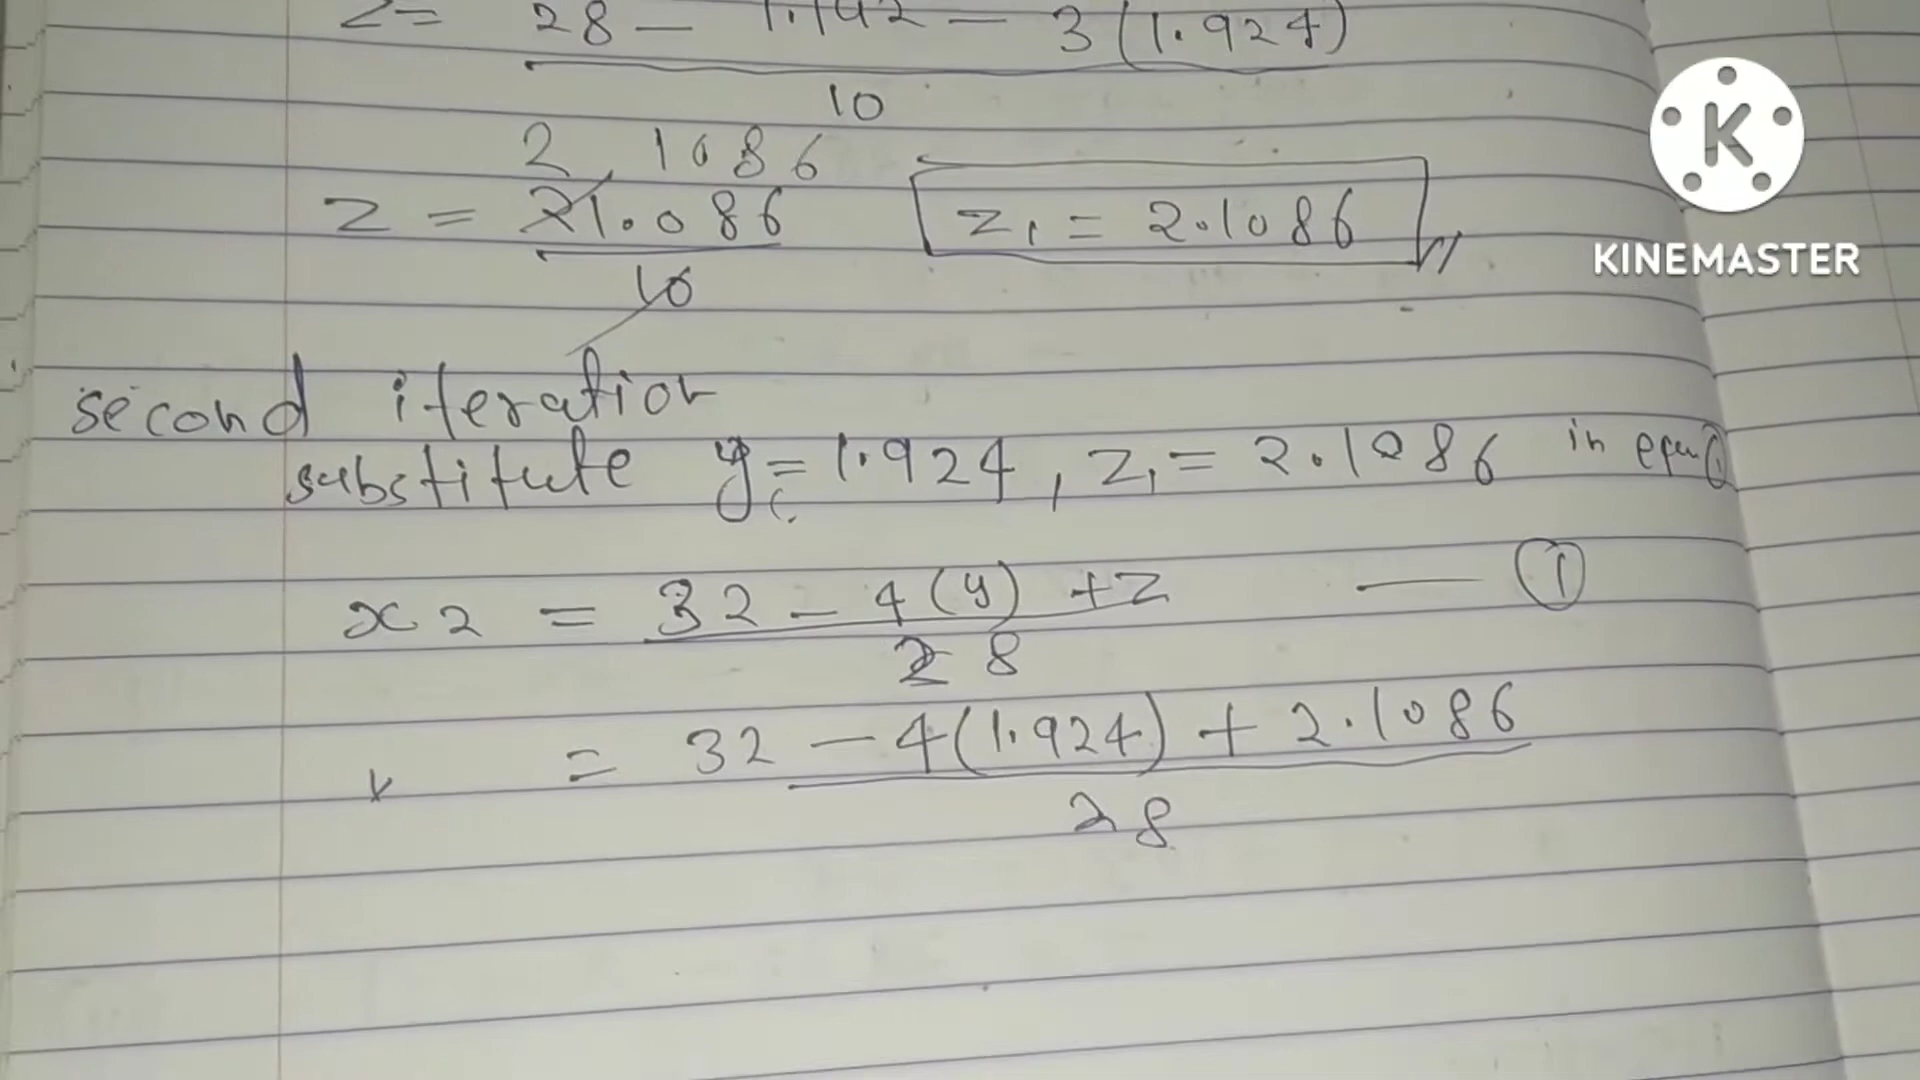 z = 28 - 1.142 - 3(1.924)
10
2.1086
z = 21.086
10
z₁ = 2.1086
KINEMASTER
second iteration
substitute y₁ = 1.924, z₁ = 2.1086 in equ ①
x2 = 32 - 4(y) + z — ①
28
= 32 - 4(1.924) + 2.1086
28